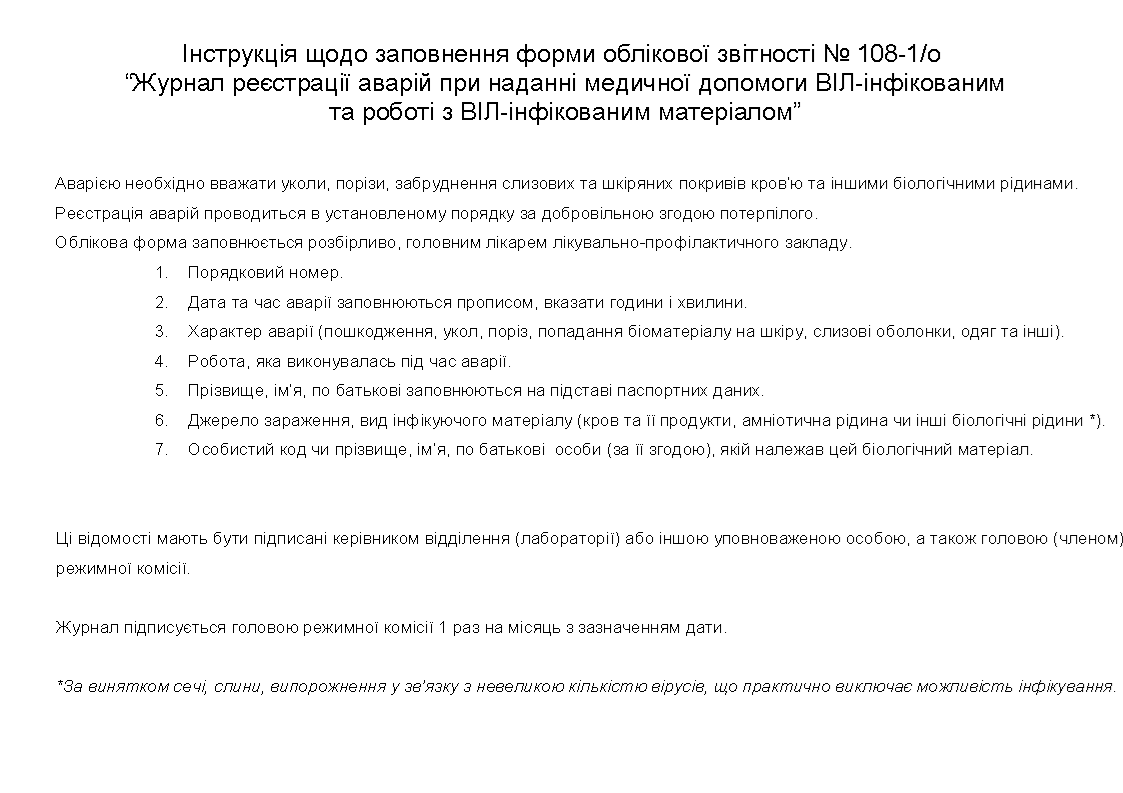 Інструкція щодо заповнення форми облікової звітності № 108-1/о
“Журнал реєстрації аварій при наданні медичної допомоги ВІЛ-інфікованим
та роботі з ВІЛ-інфікованим матеріалом”
Аварією необхідно вважати уколи, порізи, забруднення слизових та шкіряних покривів кров’ю та іншими біологічними рідинами.
Реєстрація аварій проводиться в установленому порядку за добровільною згодою потерпілого.
Облікова форма заповнюється розбірливо, головним лікарем лікувально-профілактичного закладу.
1. Порядковий номер.
2. Дата та час аварії заповнюються прописом, вказати години і хвилини.
3. Характер аварії (пошкодження, укол, поріз, попадання біоматеріалу на шкіру, слизові оболонки, одяг та інші).
4. Робота, яка виконувалась під час аварії.
5. Прізвище, ім’я, по батькові заповнюються на підставі паспортних даних.
6. Джерело зараження, вид інфікуючого матеріалу (кров та її продукти, амніотична рідина чи інші біологічні рідини *).
7. Особистий код чи прізвище, ім’я, по батькові особи (за її згодою), якій належав цей біологічний матеріал.
Ці відомості мають бути підписані керівником відділення (лабораторії) або іншою уповноваженою особою, а також головою (членом)
режимної комісії.
Журнал підписується головою режимної комісії 1 раз на місяць з зазначенням дати.
*За винятком сечі, слини, випорожнення у зв’язку з невеликою кількістю вірусів, що практично виключає можливість інфікування.